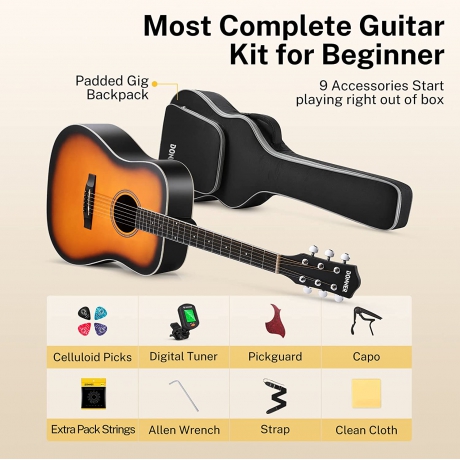 Most Complete Guitar
Kit for Beginner
Padded Gig
Backpack
9 Accessories Start
playing right out of box
DONNER
DONNER
Celluloid Picks
Digital Tuner
Pickguard
Capo
Extra Pack Strings
Allen Wrench
Strap
Clean Cloth